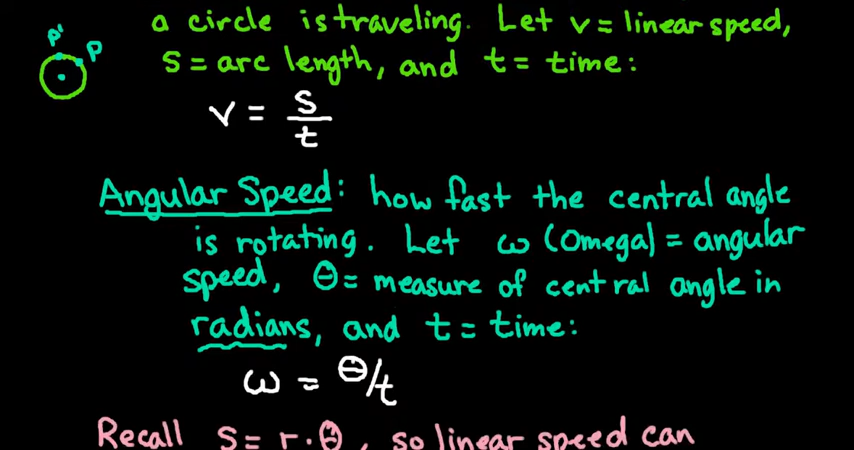 a circle is traveling. Let v = linear speed,
P' P
s = arc length, and t = time:
v = s/t
Angular Speed: how fast the central angle
is rotating. Let ω (omega) = angular
speed, θ = measure of central angle in
radians, and t = time:
ω = θ/t
Recall s = r · θ, so linear speed can